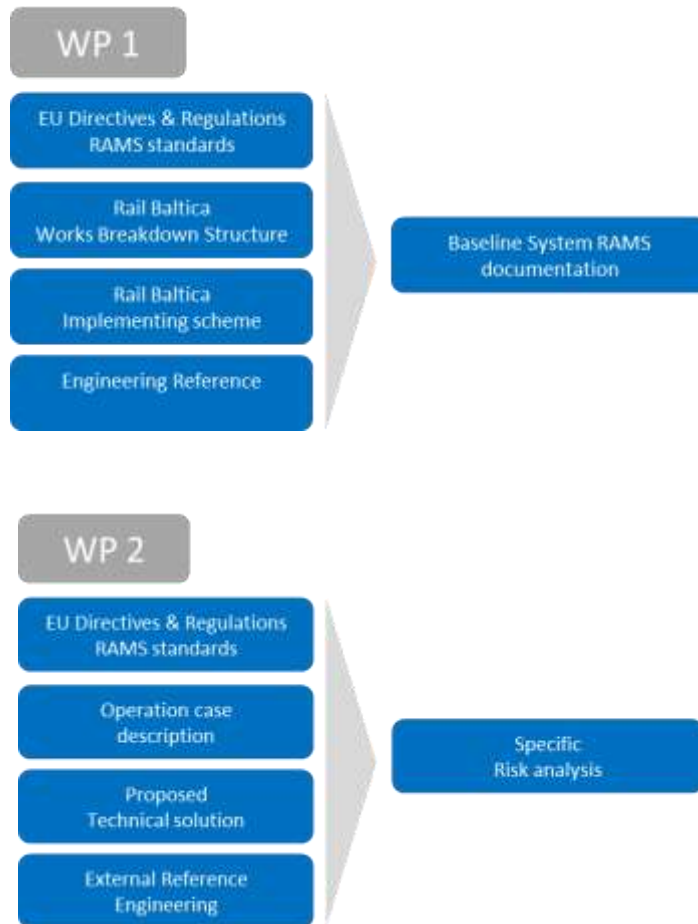 WP 1
EU Directives & Regulations
RAMS standards
Rail Baltica
Works Breakdown Structure
Rail Baltica
Implementing scheme
Engineering Reference
Baseline System RAMS
documentation
WP 2
EU Directives & Regulations
RAMS standards
Operation case
description
Proposed
Technical solution
External Reference
Engineering
Specific
Risk analysis